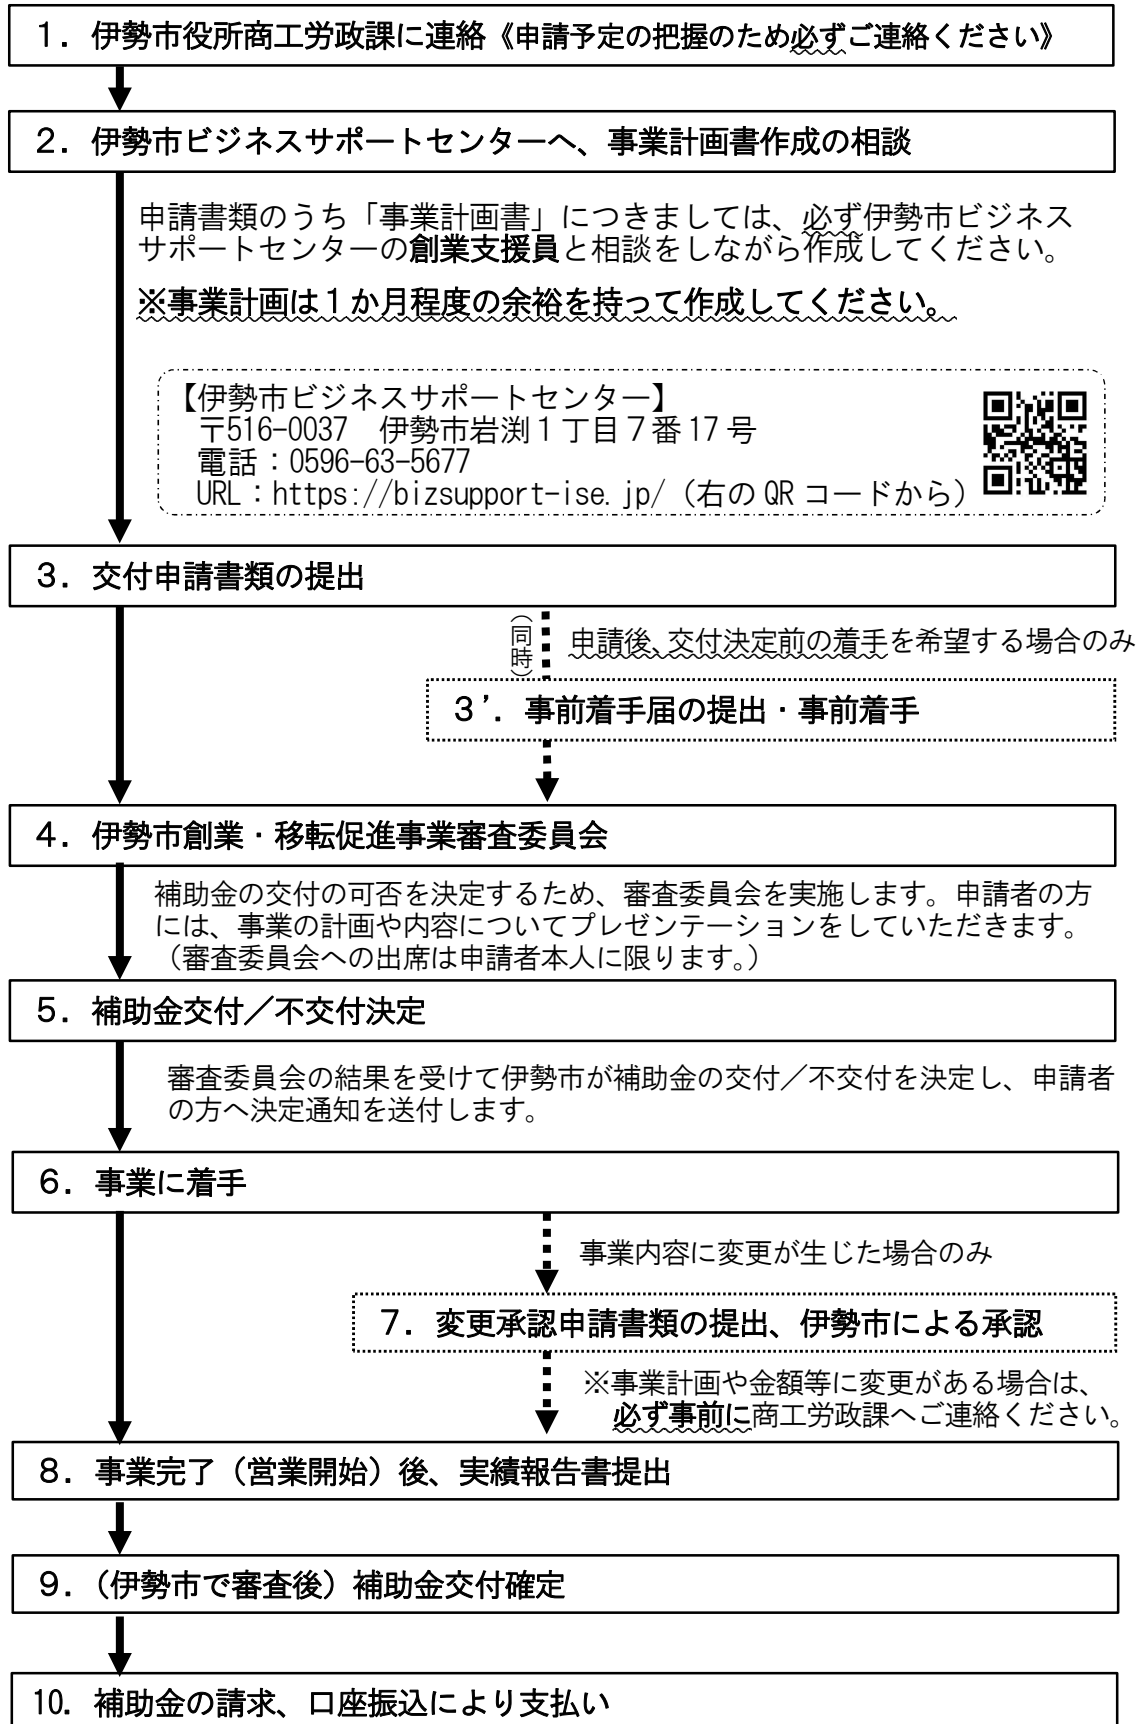 １．伊勢市役所商工労政課に連絡《申請予定の把握のため必ずご連絡ください》
２．伊勢市ビジネスサポートセンターへ、事業計画書作成の相談
申請書類のうち「事業計画書」につきましては、必ず伊勢市ビジネス
サポートセンターの創業支援員と相談をしながら作成してください。
※事業計画は１か月程度の余裕を持って作成してください。
【伊勢市ビジネスサポートセンター】
〒516-0037　伊勢市岩渕１丁目７番17号
電話：0596-63-5677
URL：https://bizsupport-ise.jp/（右のQRコードから）
３．交付申請書類の提出
（同時）
申請後、交付決定前の着手を希望する場合のみ
３’．事前着手届の提出・事前着手
４．伊勢市創業・移転促進事業審査委員会
補助金の交付の可否を決定するため、審査委員会を実施します。申請者の方
には、事業の計画や内容についてプレゼンテーションをしていただきます。
（審査委員会への出席は申請者本人に限ります。）
５．補助金交付／不交付決定
審査委員会の結果を受けて伊勢市が補助金の交付／不交付を決定し、申請者
の方へ決定通知を送付します。
６．事業に着手
事業内容に変更が生じた場合のみ
７．変更承認申請書類の提出、伊勢市による承認
※事業計画や金額等に変更がある場合は、
必ず事前に商工労政課へご連絡ください。
８．事業完了（営業開始）後、実績報告書提出
９．（伊勢市で審査後）補助金交付確定
10．補助金の請求、口座振込により支払い